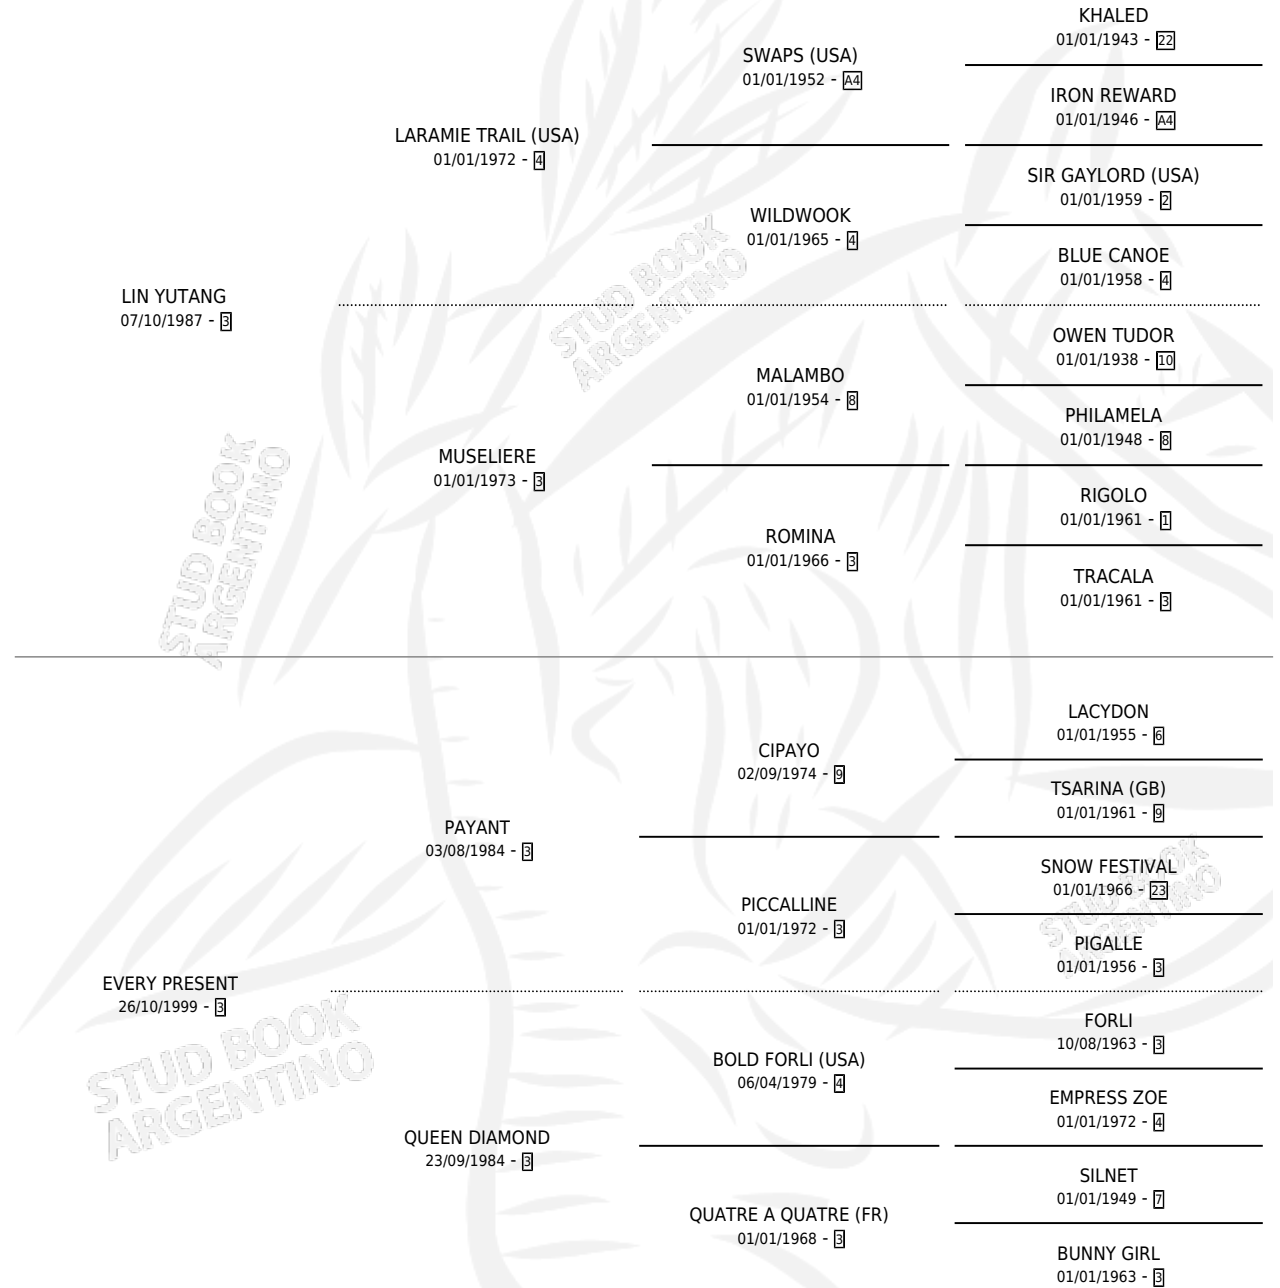 KHALED
01/01/1943 - 22
SWAPS (USA)
01/01/1952 - A4
IRON REWARD
01/01/1946 - A4
LARAMIE TRAIL (USA)
01/01/1972 - 4
SIR GAYLORD (USA)
01/01/1959 - 2
WILDWOOK
01/01/1965 - 4
BLUE CANOE
01/01/1958 - 4
LIN YUTANG
07/10/1987 - 3
STUD BOOK
ARGENTINO
OWEN TUDOR
01/01/1938 - 10
MALAMBO
01/01/1954 - 8
PHILAMELA
01/01/1948 - 8
MUSELIERE
01/01/1973 - 3
RIGOLO
01/01/1961 - 1
ROMINA
01/01/1966 - 3
TRACALA
01/01/1961 - 3
STUD BOOK
ARGENTINO
LACYDON
01/01/1955 - 6
CIPAYO
02/09/1974 - 9
TSARINA (GB)
01/01/1961 - 9
PAYANT
03/08/1984 - 3
SNOW FESTIVAL
01/01/1966 - 23
PICCALLINE
01/01/1972 - 3
PIGALLE
01/01/1956 - 3
STUD BOOK
ARGENTINO
EVERY PRESENT
26/10/1999 - 3
FORLI
10/08/1963 - 3
BOLD FORLI (USA)
06/04/1979 - 4
EMPRESS ZOE
01/01/1972 - 4
STUD BOOK
ARGENTINO
QUEEN DIAMOND
23/09/1984 - 3
SILNET
01/01/1949 - 7
QUATRE A QUATRE (FR)
01/01/1968 - 3
BUNNY GIRL
01/01/1963 - 3